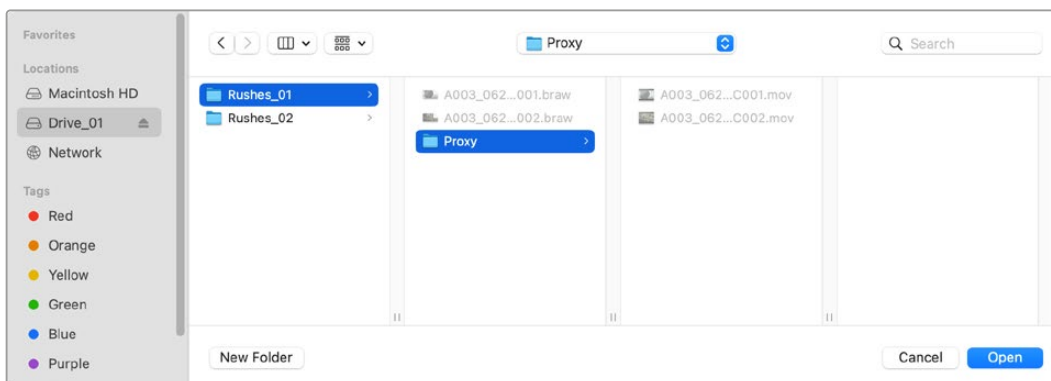 Favorites
Locations
Macintosh HD
Drive_01
Network
Tags
Red
Orange
Yellow
Green
Blue
Purple
Proxy
Search
Rushes_01
Rushes_02
A003_062...001.braw
A003_062...002.braw
Proxy
A003_062...C001.mov
A003_062...C002.mov
New Folder
Cancel
Open